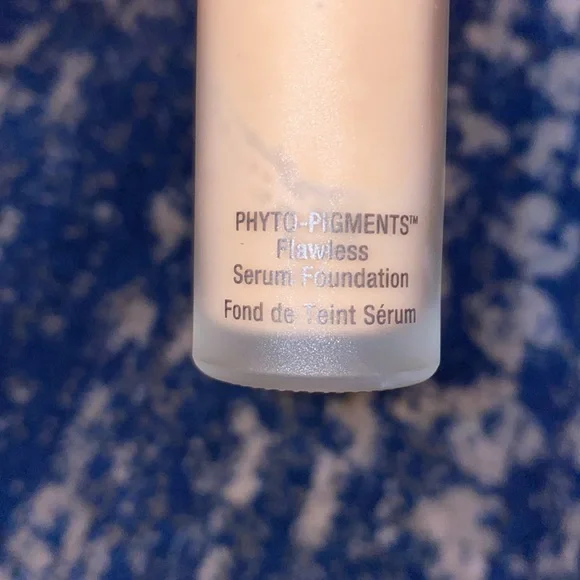 PHYTO-PIGMENTS™
Flawless
Serum Foundation
Fond de Teint Sérum